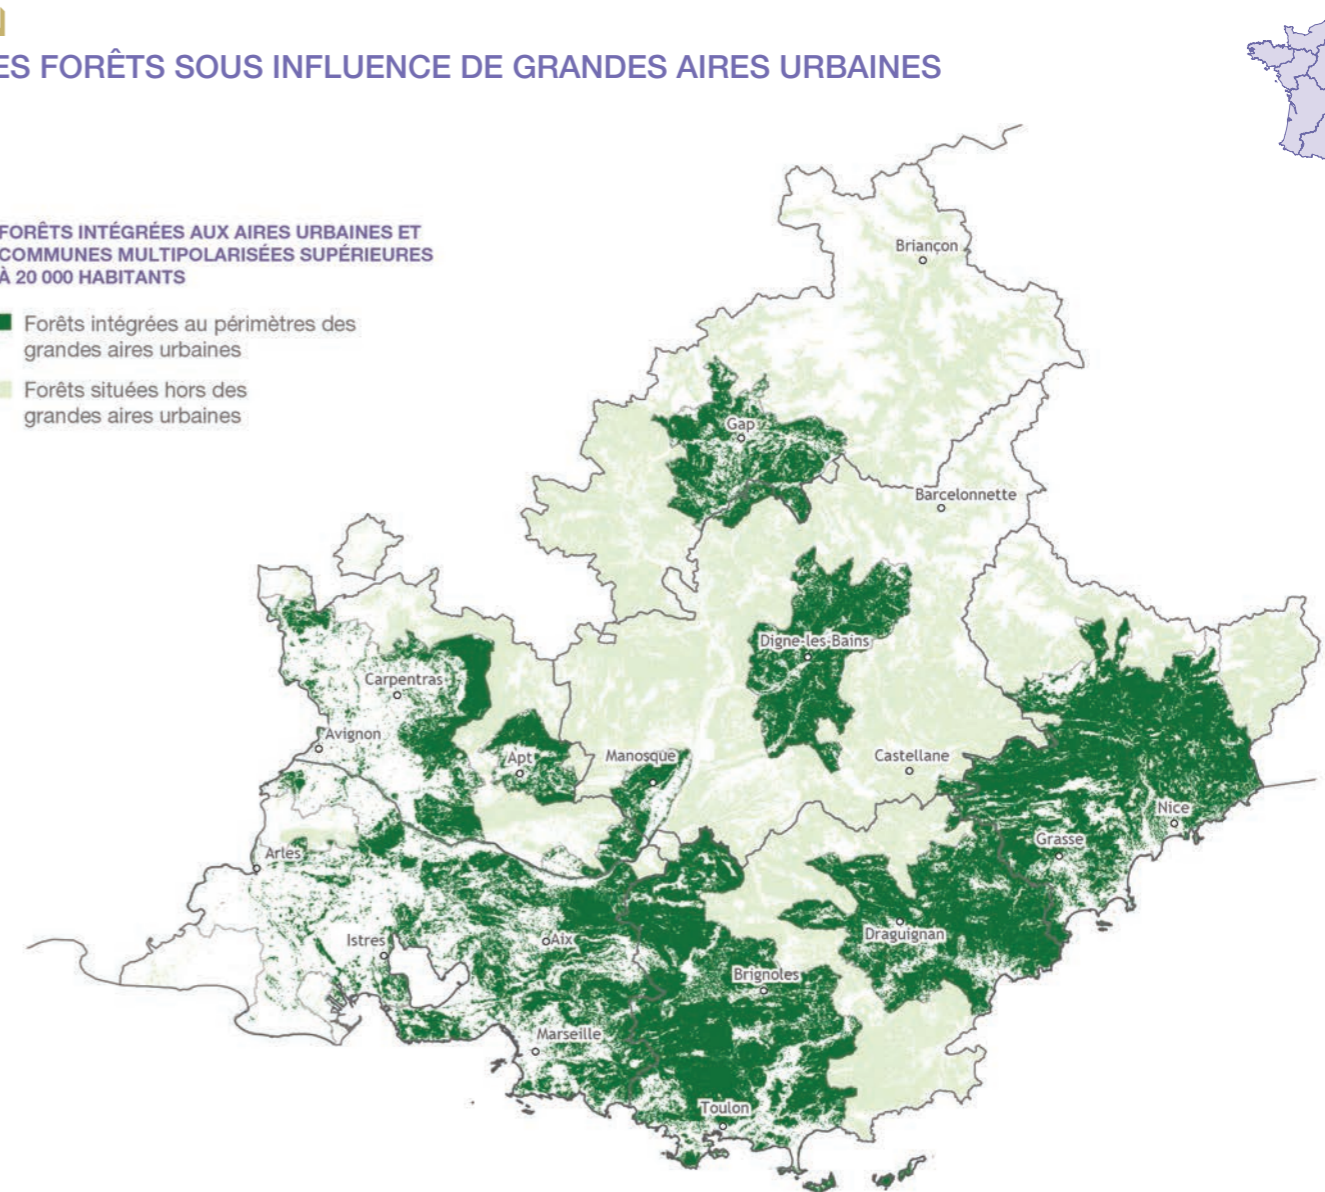 ES FORÊTS SOUS INFLUENCE DE GRANDES AIRES URBAINES
FORÊTS INTÉGRÉES AUX AIRES URBAINES ET
COMMUNES MULTIPOLARISÉES SUPÉRIEURES
À 20 000 HABITANTS
Forêts intégrées au périmètres des
grandes aires urbaines
Forêts situées hors des
grandes aires urbaines
Briançon
Gap
Barcelonnette
Digne-les-Bains
Carpentras
Avignon
Apt
Manosque
Castellane
Nice
Grasse
Arles
Draguignan
Istres
Aix
Brignoles
Marseille
Toulon